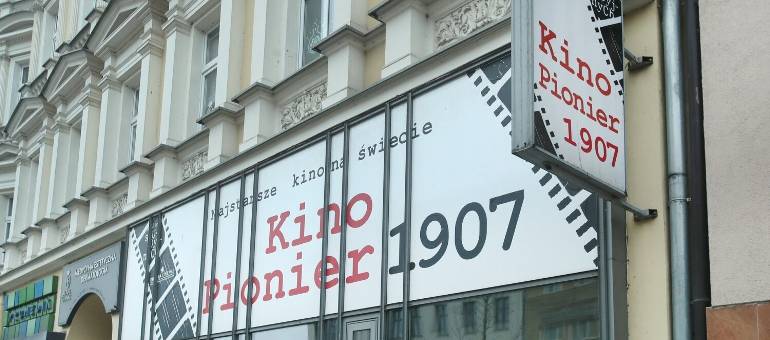 Najstarsze kino na świecie
Kino
Pionier 1907
Kino
Pionier
1907